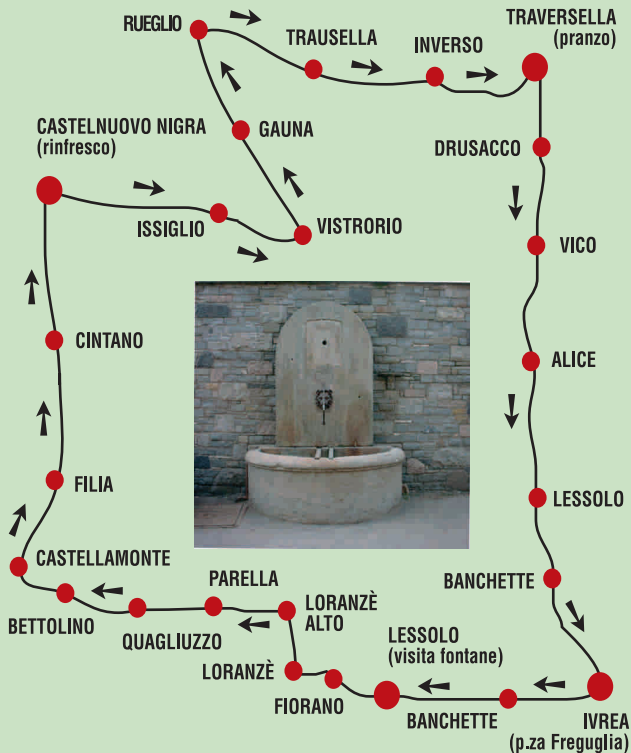 RUEGLIO
TRAUSELLA
INVERSO
TRAVERSELLA
(pranzo)
GAUNA
DRUSACCO
CASTELNUOVO NIGRA
(rinfresco)
ISSIGLIO
VISTRORIO
VICO
CINTANO
ALICE
FILIA
LESSOLO
CASTELLAMONTE
BANCHETTE
BETTOLINO
QUAGLIUZZO
PARELLA
LORANZÈ
ALTO
LORANZÈ
FIORANO
LESSOLO
(visita fontane)
BANCHETTE
IVREA
(p.za Freguglia)